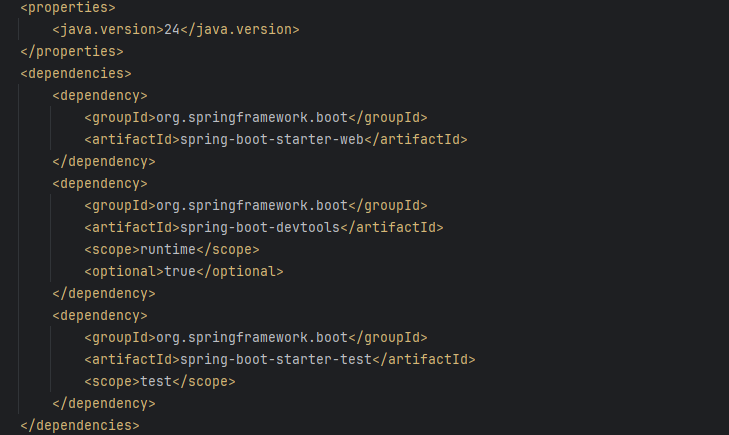 <properties>
<java.version>24</java.version>
</properties>
<dependencies>
<dependency>
<groupId>org.springframework.boot</groupId>
<artifactId>spring-boot-starter-web</artifactId>
</dependency>
<dependency>
<groupId>org.springframework.boot</groupId>
<artifactId>spring-boot-devtools</artifactId>
<scope>runtime</scope>
<optional>true</optional>
</dependency>
<dependency>
<groupId>org.springframework.boot</groupId>
<artifactId>spring-boot-starter-test</artifactId>
<scope>test</scope>
</dependency>
</dependencies>